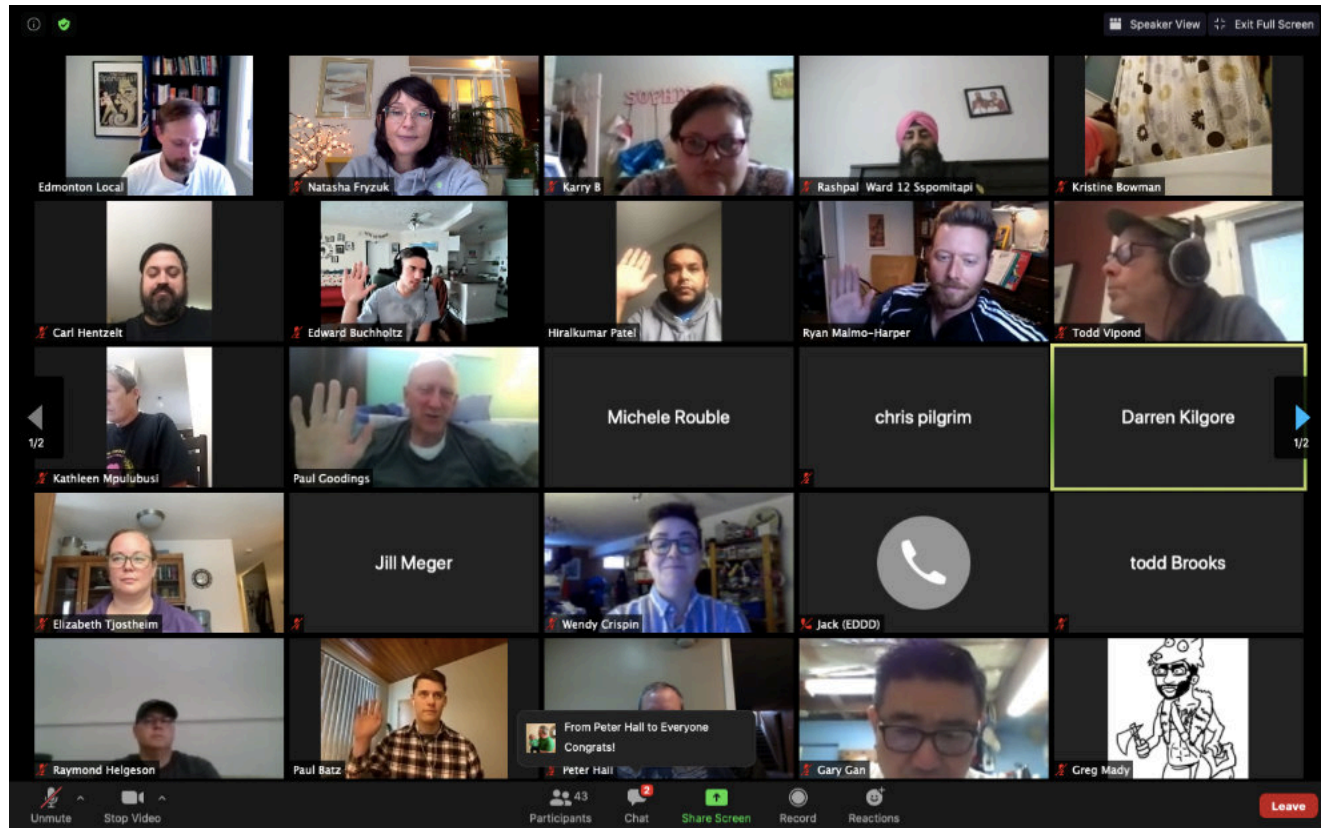 Speaker View
Exit Full Screen
SOPHI
Edmonton Local
Natasha Fryzuk
Karry B
Rashpal Ward 12 Sspomitapi
Kristine Bowman
Carl Hentzelt
Edward Buchholtz
Hiralkumar Patel
Ryan Malmo-Harper
Todd Vipond
1/2
Kathleen Mpulubusi
Paul Goodings
Michele Rouble
chris pilgrim
Darren Kilgore
1/2
Elizabeth Tjostheim
Jill Meger
Wendy Crispin
Jack (EDDD)
todd Brooks
Raymond Helgeson
Paul Batz
From Peter Hall to Everyone
Congrats!
Peter Hall
Gary Gan
Greg Mady
43
2
Unmute
Stop Video
Participants
Chat
Share Screen
Record
Reactions
Leave